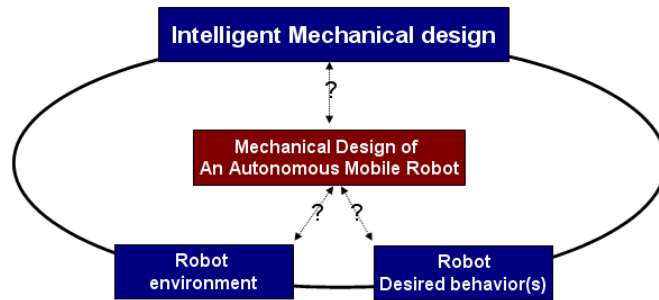 Intelligent Mechanical design
?
Mechanical Design of
An Autonomous Mobile Robot
? ?
Robot
environment
Robot
Desired behavior(s)